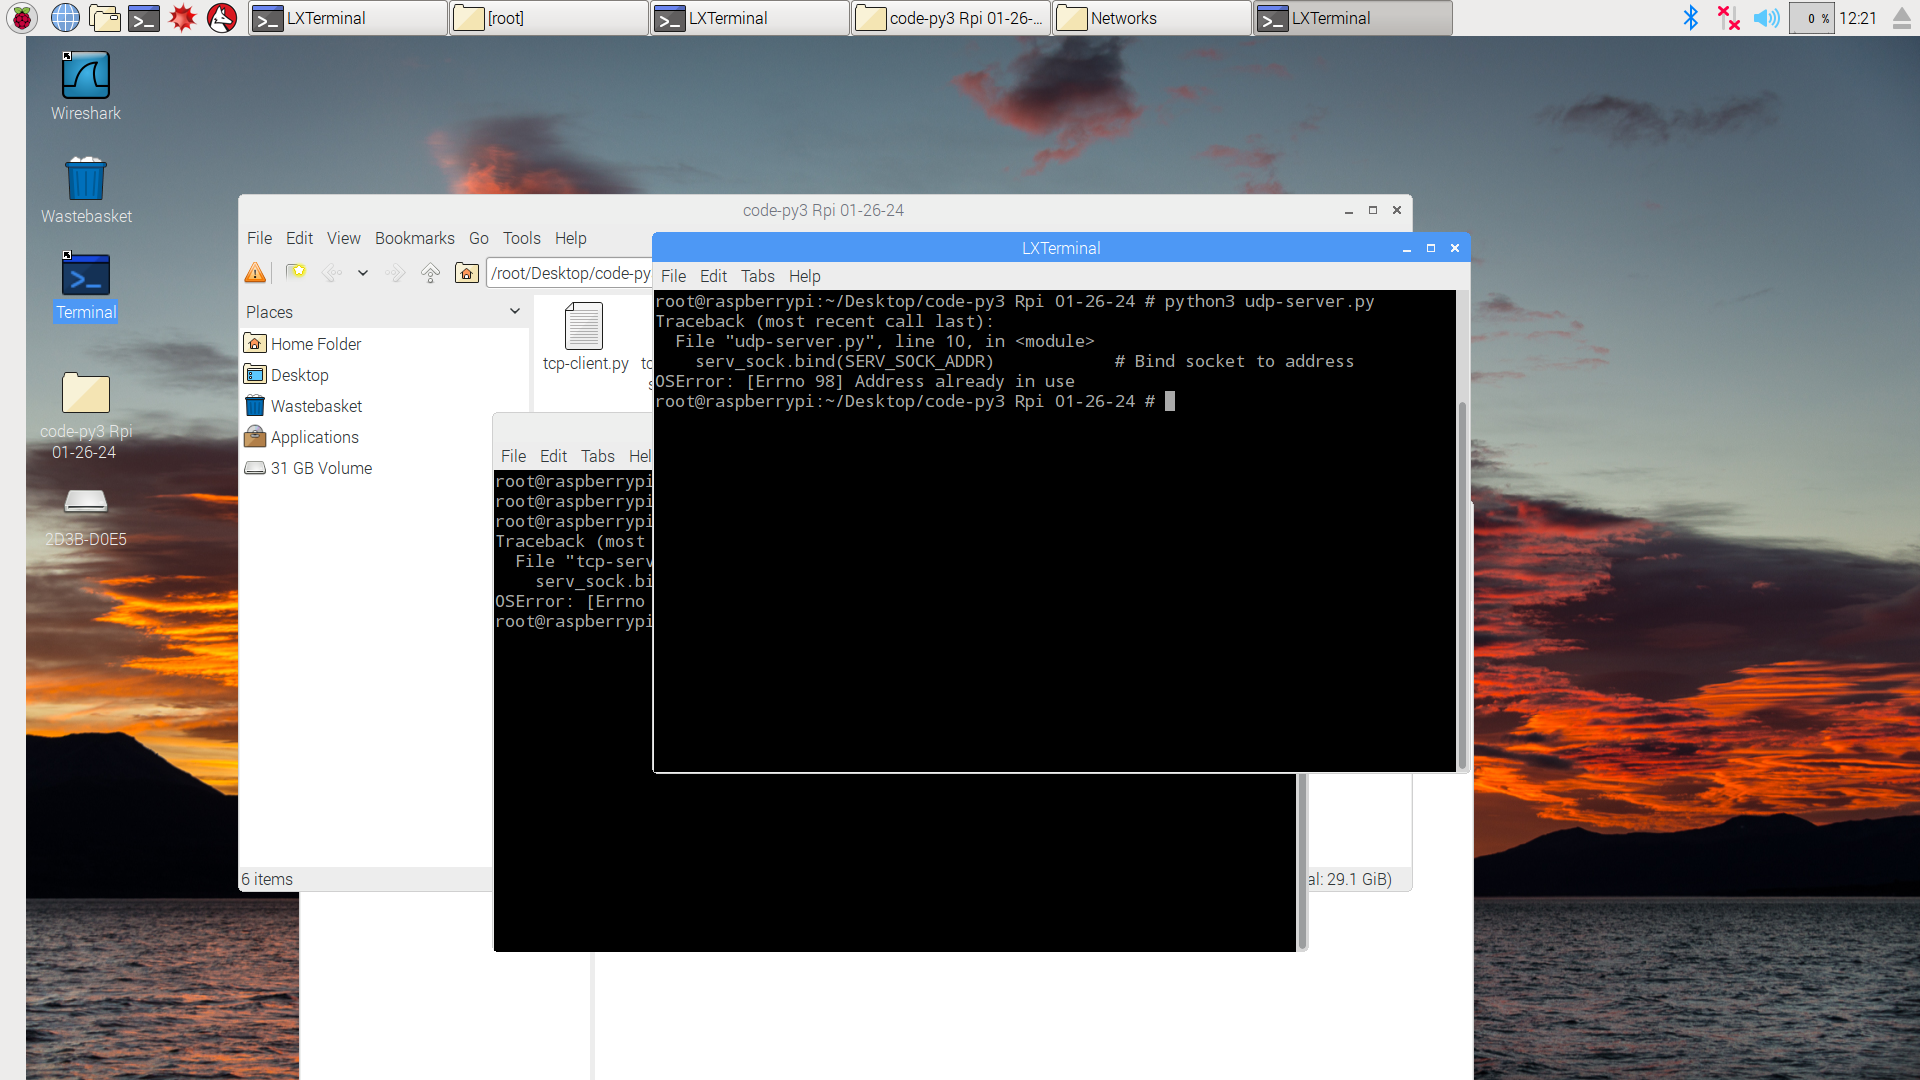 LXTerminal
[root]
LXTerminal
code-py3 Rpi 01-26-...
Networks
LXTerminal
0 %
12:21
Wireshark
Wastebasket
Terminal
code-py3 Rpi
01-26-24
2D3B-D0E5
code-py3 Rpi 01-26-24
File Edit View Bookmarks Go Tools Help
/root/Desktop/code-py
Places
Home Folder
Desktop
Wastebasket
Applications
31 GB Volume
tcp-client.py
6 items
al: 29.1 GiB)
File Edit Tabs Hel
root@raspberrypi
root@raspberrypi
root@raspberrypi
Traceback (most
File "tcp-serv
serv_sock.bi
OSError: [Errno
root@raspberrypi
LXTerminal
File Edit Tabs Help
root@raspberrypi:~/Desktop/code-py3 Rpi 01-26-24 # python3 udp-server.py
Traceback (most recent call last):
File "udp-server.py", line 10, in <module>
serv_sock.bind(SERV_SOCK_ADDR) # Bind socket to address
OSError: [Errno 98] Address already in use
root@raspberrypi:~/Desktop/code-py3 Rpi 01-26-24 #